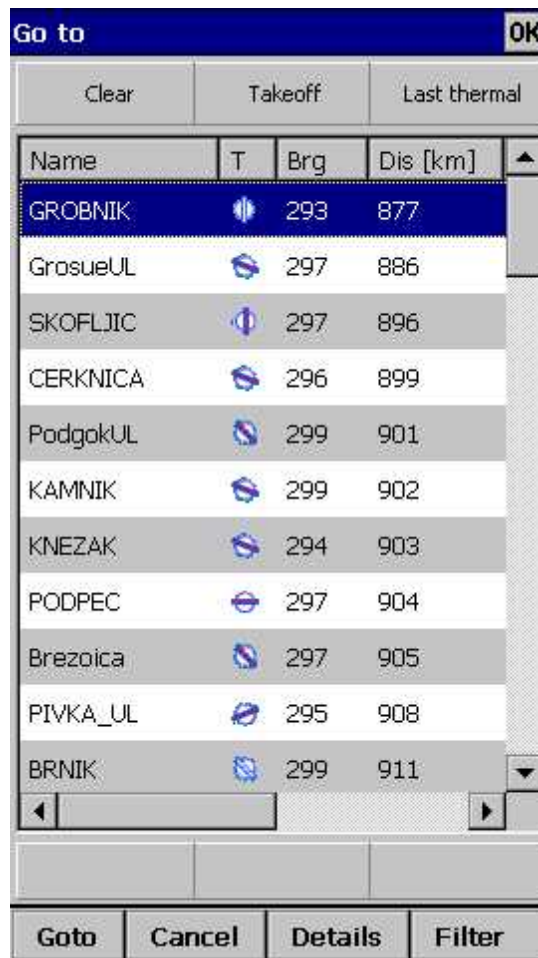 Go to OK
Clear Takeoff Last thermal
Name T Brg Dis [km]
GROBNIK 293 877
GrosueUL 297 886
SKOFLJIC 297 896
CERKNICA 296 899
PodgokUL 299 901
KAMNIK 299 902
KNEZAK 294 903
PODPEC 297 904
Brezoica 297 905
PIVKA_UL 295 908
BRNIK 299 911
Goto Cancel Details Filter